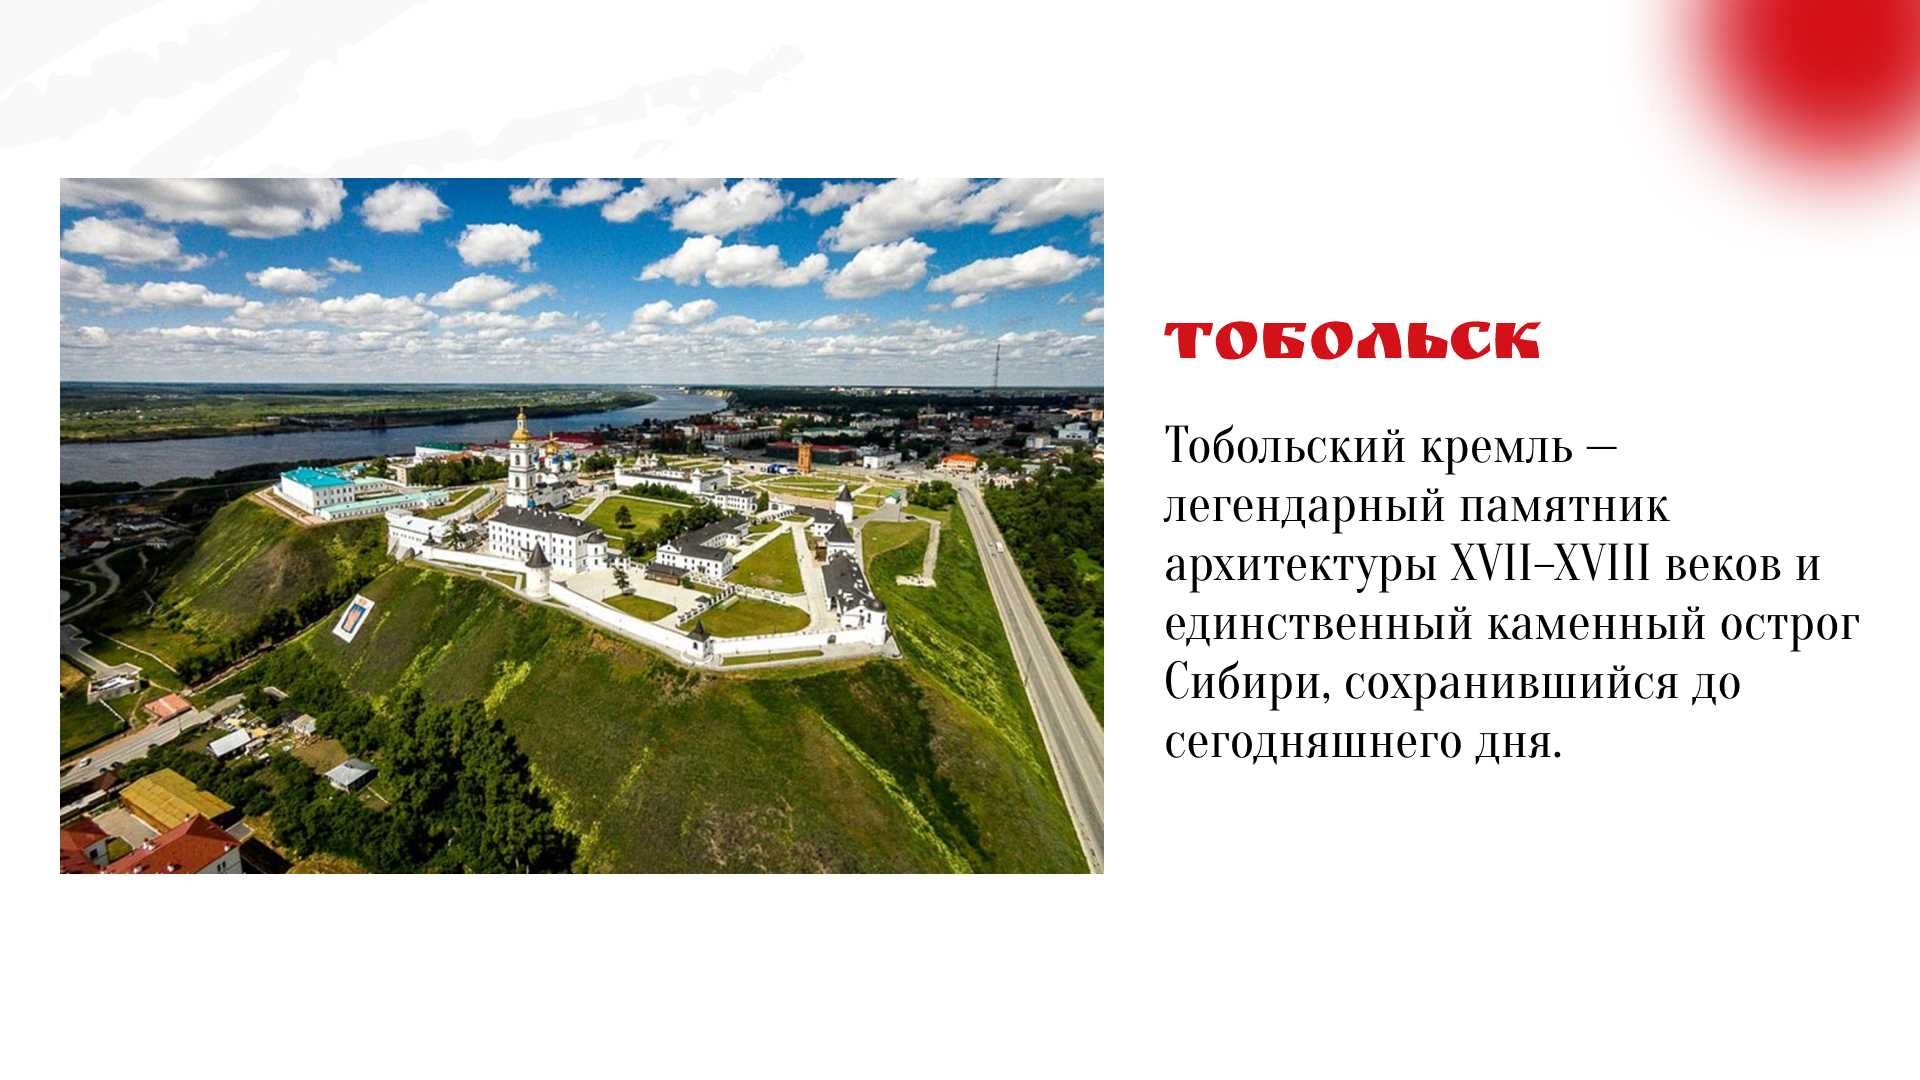 ТОБОЛЬСК
Тобольский кремль –
легендарный памятник
архитектуры XVII–XVIII веков и
единственный каменный острог
Сибири, сохранившийся до
сегодняшнего дня.